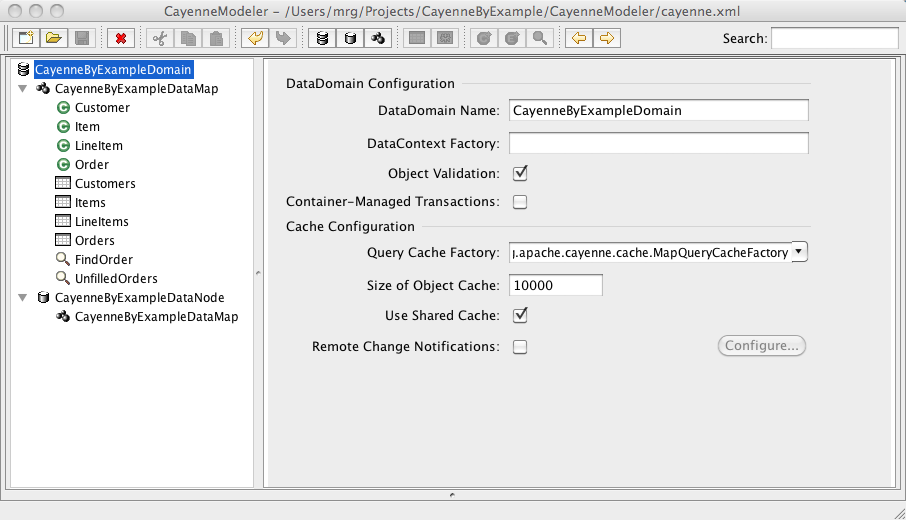 CayenneModeler – /Users/mrg/Projects/CayenneByExample/CayenneModeler/cayenne.xml
Search:
CayenneByExampleDomain
CayenneByExampleDataMap
Customer
Item
LineItem
Order
Customers
Items
LineItems
Orders
FindOrder
UnfilledOrders
CayenneByExampleDataNode
CayenneByExampleDataMap
DataDomain Configuration
DataDomain Name: CayenneByExampleDomain
DataContext Factory:
Object Validation:
Container-Managed Transactions:
Cache Configuration
Query Cache Factory: .apache.cayenne.cache.MapQueryCacheFactory
Size of Object Cache: 10000
Use Shared Cache:
Remote Change Notifications: Configure...